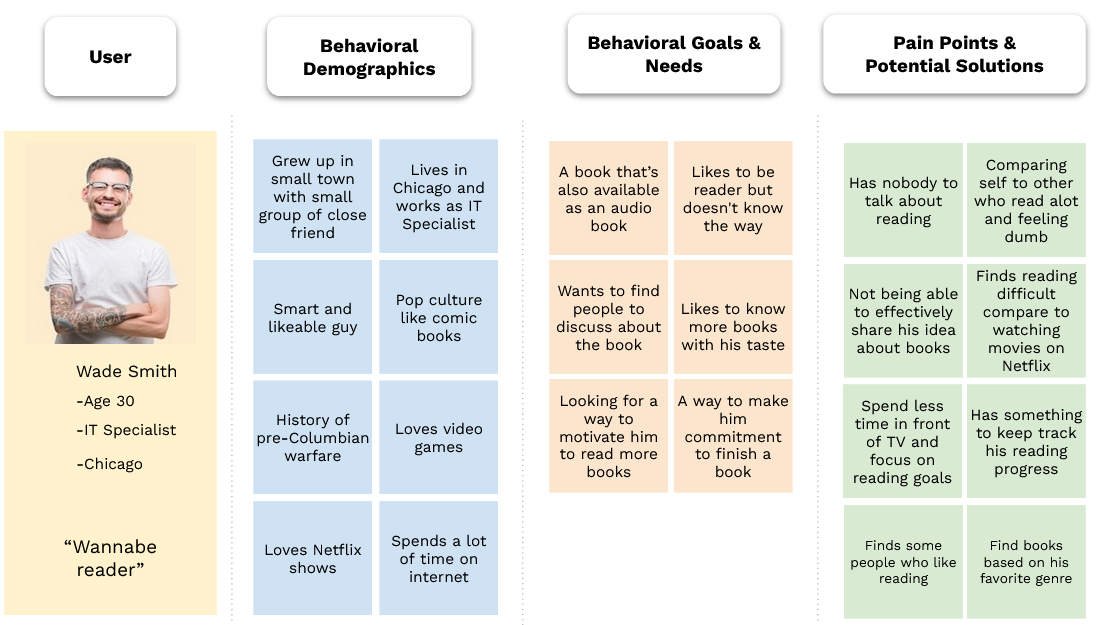 User
Behavioral
Demographics
Behavioral Goals &
Needs
Pain Points &
Potential Solutions
Wade Smith
-Age 30
-IT Specialist
-Chicago
“Wannabe
reader”
Grew up in
small town
with small
group of close
friend
Lives in
Chicago and
works as IT
Specialist
Smart and
likeable guy
Pop culture
like comic
books
History of
pre-Columbian
warfare
Loves video
games
Loves Netflix
shows
Spends a lot
of time on
internet
A book that’s
also available
as an audio
book
Likes to be
reader but
doesn't know
the way
Wants to find
people to
discuss about
the book
Likes to know
more books
with his taste
Looking for a
way to
motivate him
to read more
books
A way to make
him
commitment
to finish a
book
Has nobody to
talk about
reading
Comparing
self to other
who read alot
and feeling
dumb
Not being able
to effectively
share his idea
about books
Finds reading
difficult
compare to
watching
movies on
Netflix
Spend less
time in front
of TV and
focus on
reading goals
Has something
to keep track
his reading
progress
Finds some
people who like
reading
Find books
based on his
favorite genre